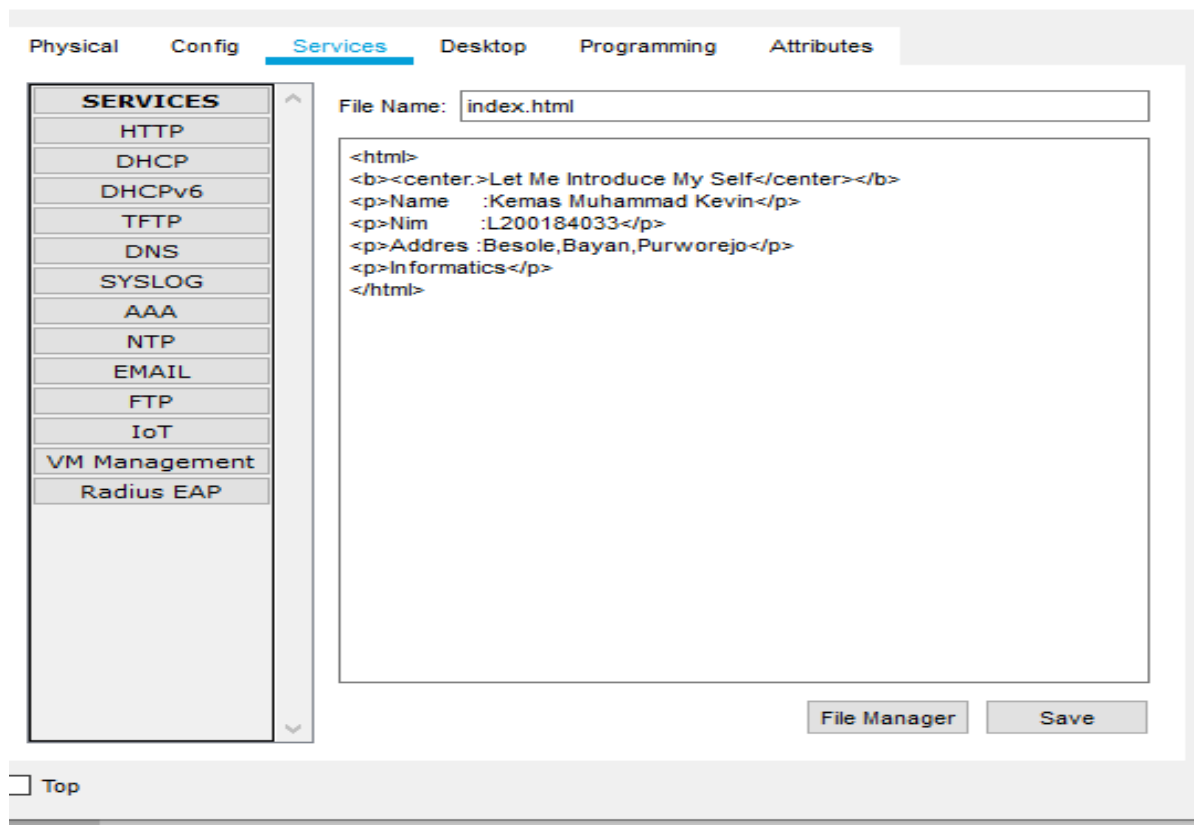 Physical Config Services Desktop Programming Attributes
SERVICES
HTTP
DHCP
DHCPv6
TFTP
DNS
SYSLOG
AAA
NTP
EMAIL
FTP
IoT
VM Management
Radius EAP
File Name: index.html
<html>
<b><center.>Let Me Introduce My Self</center></b>
<p>Name :Kemas Muhammad Kevin</p>
<p>Nim :L200184033</p>
<p>Addres :Besole,Bayan,Purworejo</p>
<p>Informatics</p>
</html>
File Manager Save
Top